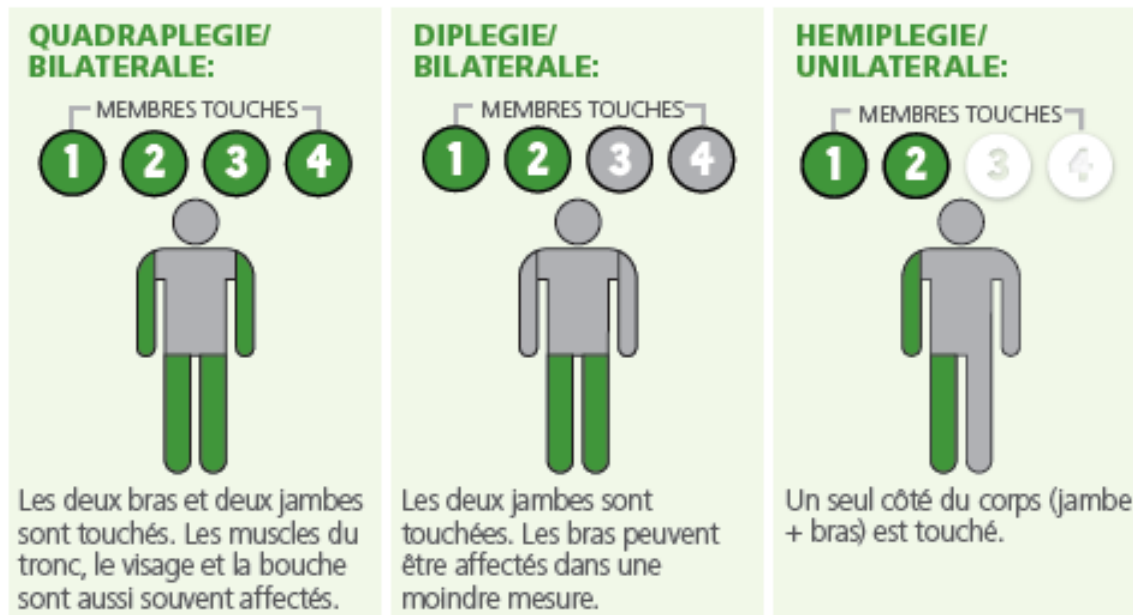 QUADRAPLEGIE/
BILATERALE:
MEMBRES TOUCHES
1 2 3 4
Les deux bras et deux jambes
sont touchés. Les muscles du
tronc, le visage et la bouche
sont aussi souvent affectés.
DIPLEGIE/
BILATERALE:
MEMBRES TOUCHES
1 2 3 4
Les deux jambes sont
touchées. Les bras peuvent
être affectés dans une
moindre mesure.
HEMIPLEGIE/
UNILATERALE:
MEMBRES TOUCHES
1 2 3 4
Un seul côté du corps (jambe
+ bras) est touché.